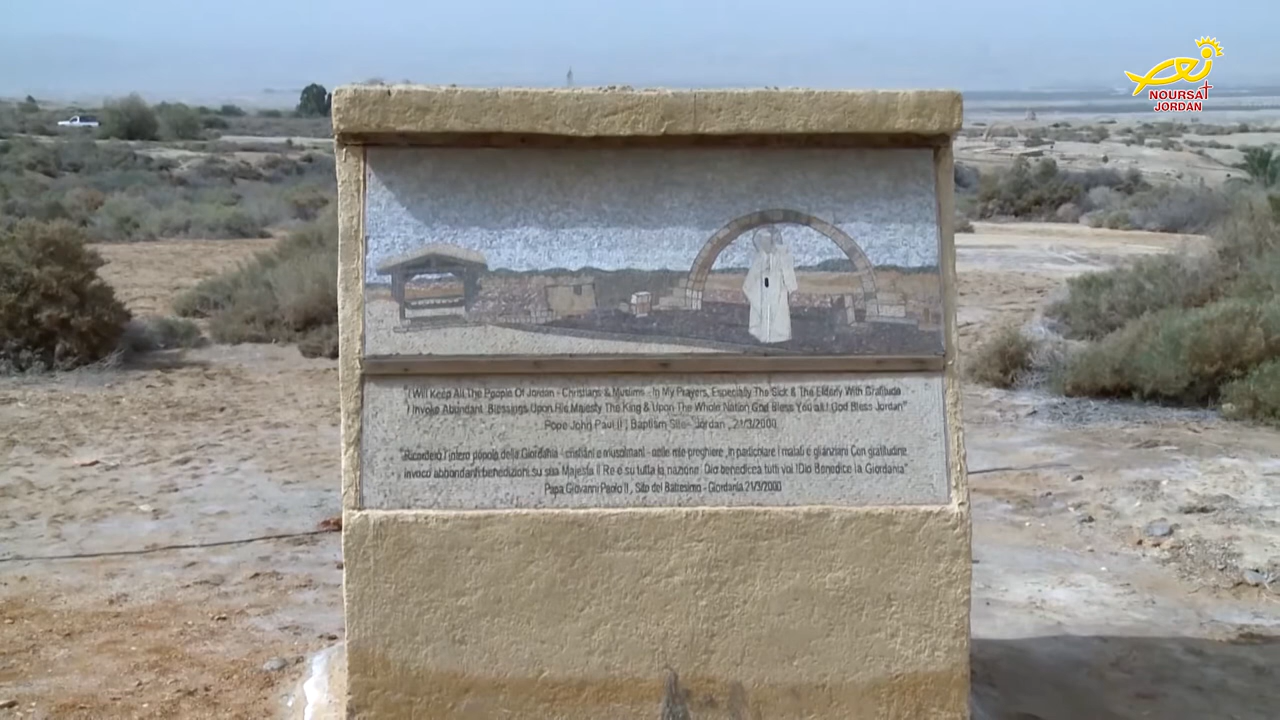 نورسات
NOURSAT
JORDAN
"I Will Keep All The People Of Jordan - Christians & Muslims - In My Prayers, Especially The Sick & The Elderly With Gratitude
I Invoke Abundant Blessings Upon His Majesty The King & Upon The Whole Nation God Bless You all ! God Bless Jordan"
Pope John Paul II , Baptism Site - Jordan , 21/3/2000
"Ricorderò l intero popolo della Giordania - cristiani e musolmani - nelle mie preghiere ,in particolare i malati e gli anziani Con gratitudine
invoco abbondanti benedizioni su sua Majesta il Re e su tutta la nazione ! Dio benedica tutti voi !Dio Benedice la Giordania"
Papa Giovanni Paolo II , Sito del Battesimo - Giordania 21/3/2000